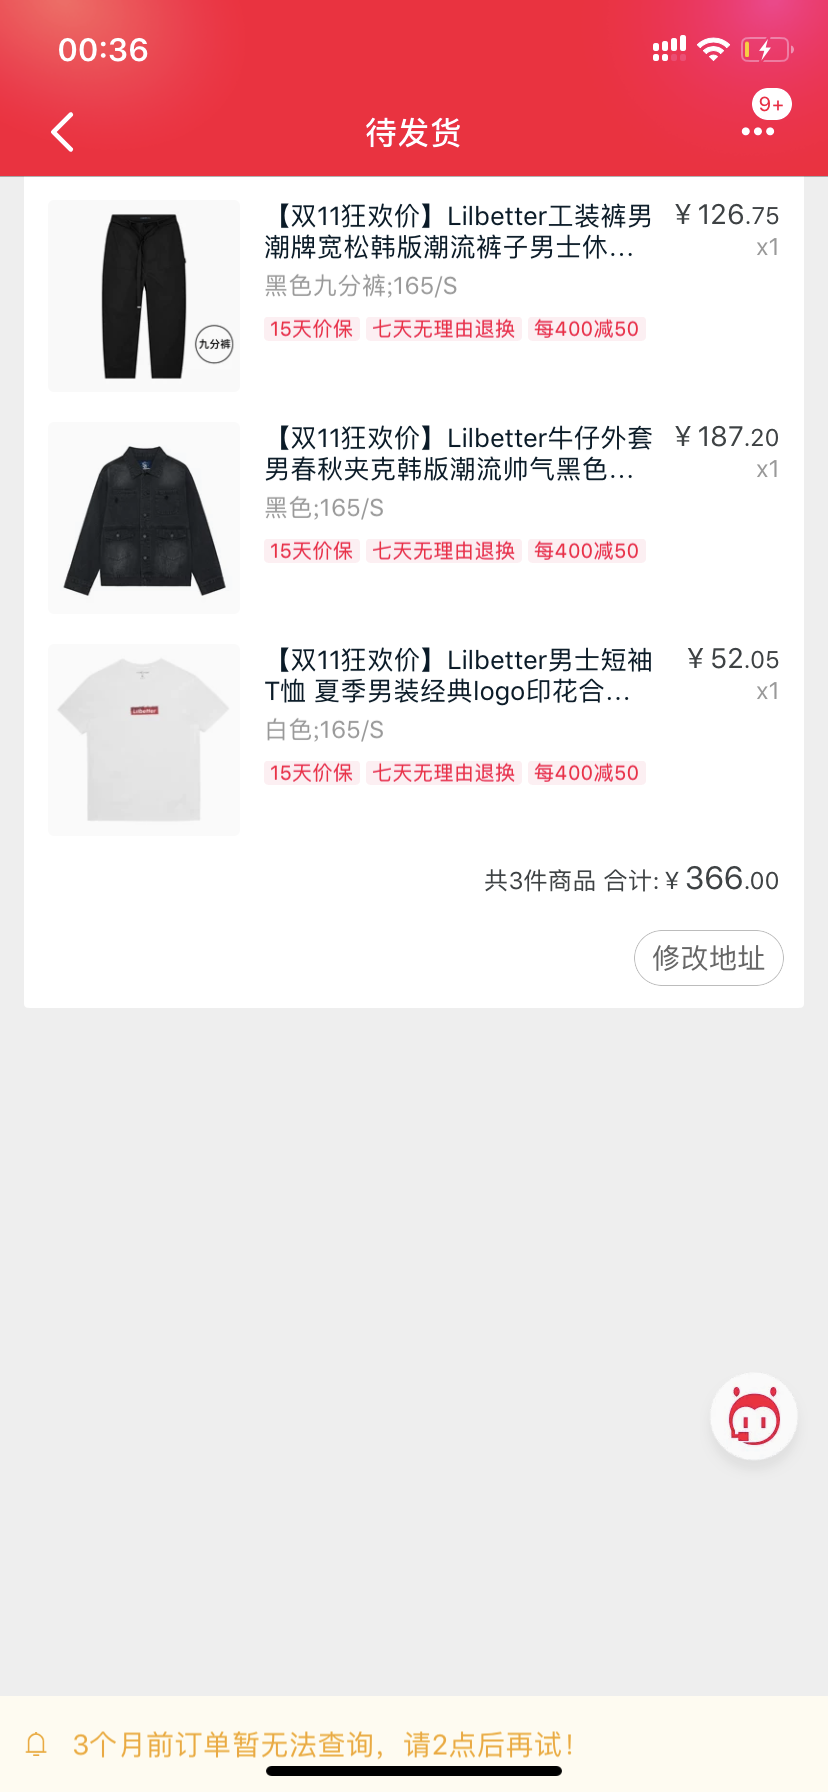 00:36
9+
待发货
【双11狂欢价】Lilbetter工装裤男 ¥126.75
潮牌宽松韩版潮流裤子男士休... x1
黑色九分裤;165/S
九分裤
15天价保 七天无理由退换 每400减50
【双11狂欢价】Lilbetter牛仔外套 ¥187.20
男春秋夹克韩版潮流帅气黑色... x1
黑色;165/S
15天价保 七天无理由退换 每400减50
【双11狂欢价】Lilbetter男士短袖 ¥52.05
T恤 夏季男装经典logo印花合... x1
Lilbetter
白色;165/S
15天价保 七天无理由退换 每400减50
共3件商品 合计:¥366.00
修改地址
3个月前订单暂无法查询，请2点后再试！